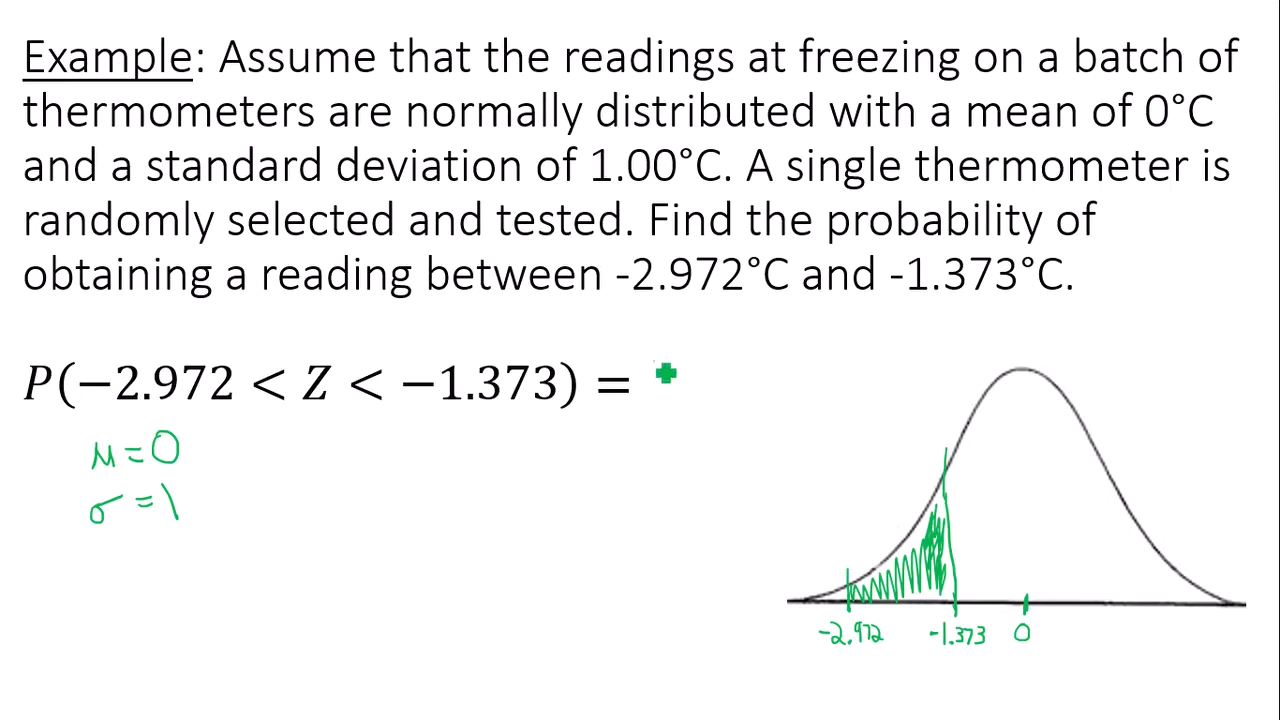 Example: Assume that the readings at freezing on a batch of
thermometers are normally distributed with a mean of 0°C
and a standard deviation of 1.00°C. A single thermometer is
randomly selected and tested. Find the probability of
obtaining a reading between -2.972°C and -1.373°C.
P(−2.972 < Z < −1.373) =
μ=0
σ=1
-2.972 -1.373 0